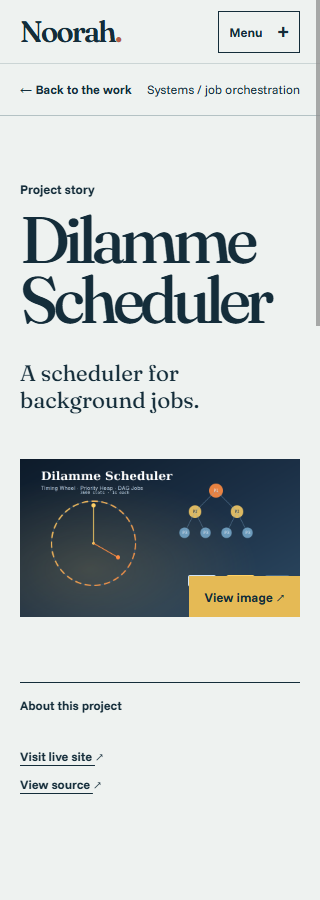 Noorah.
Menu +
← Back to the work
Systems / job orchestration
Project story
Dilamme
Scheduler
A scheduler for
background jobs.
Dilamme Scheduler
Timing Wheel Priority Heap DAG Jobs
View image ↗
About this project
Visit live site ↗
View source ↗